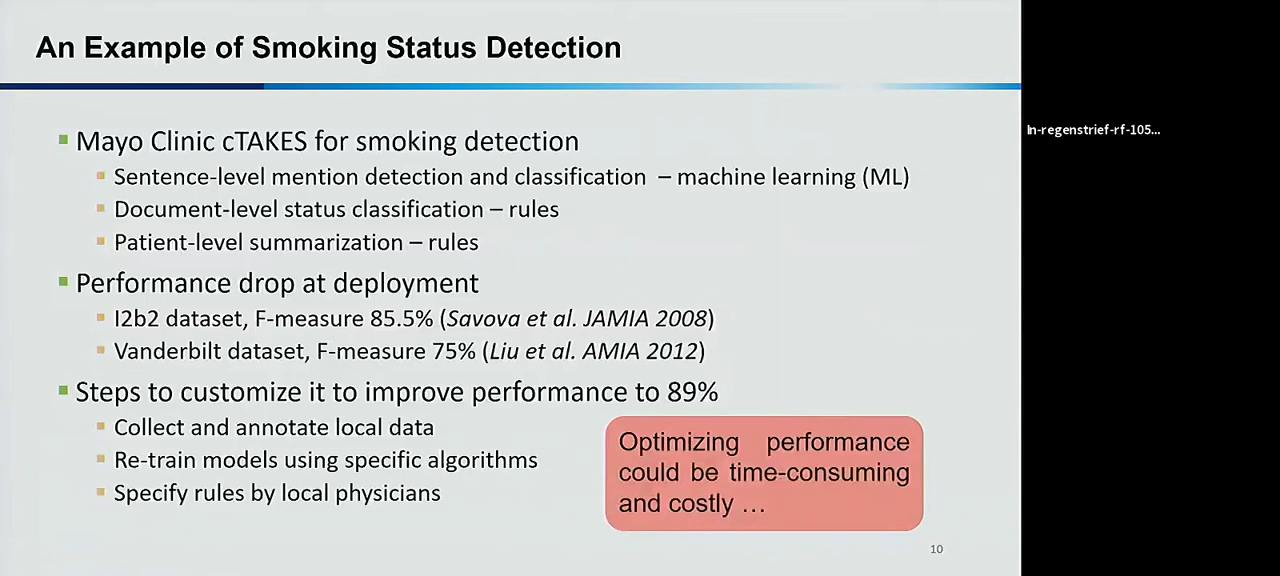 An Example of Smoking Status Detection
Mayo Clinic cTAKES for smoking detection
Sentence-level mention detection and classification – machine learning (ML)
Document-level status classification – rules
Patient-level summarization – rules
Performance drop at deployment
I2b2 dataset, F-measure 85.5% (Savova et al. JAMIA 2008)
Vanderbilt dataset, F-measure 75% (Liu et al. AMIA 2012)
Steps to customize it to improve performance to 89%
Collect and annotate local data
Re-train models using specific algorithms
Specify rules by local physicians
Optimizing performance
could be time-consuming
and costly …
10
In-regenstrief-rf-105...